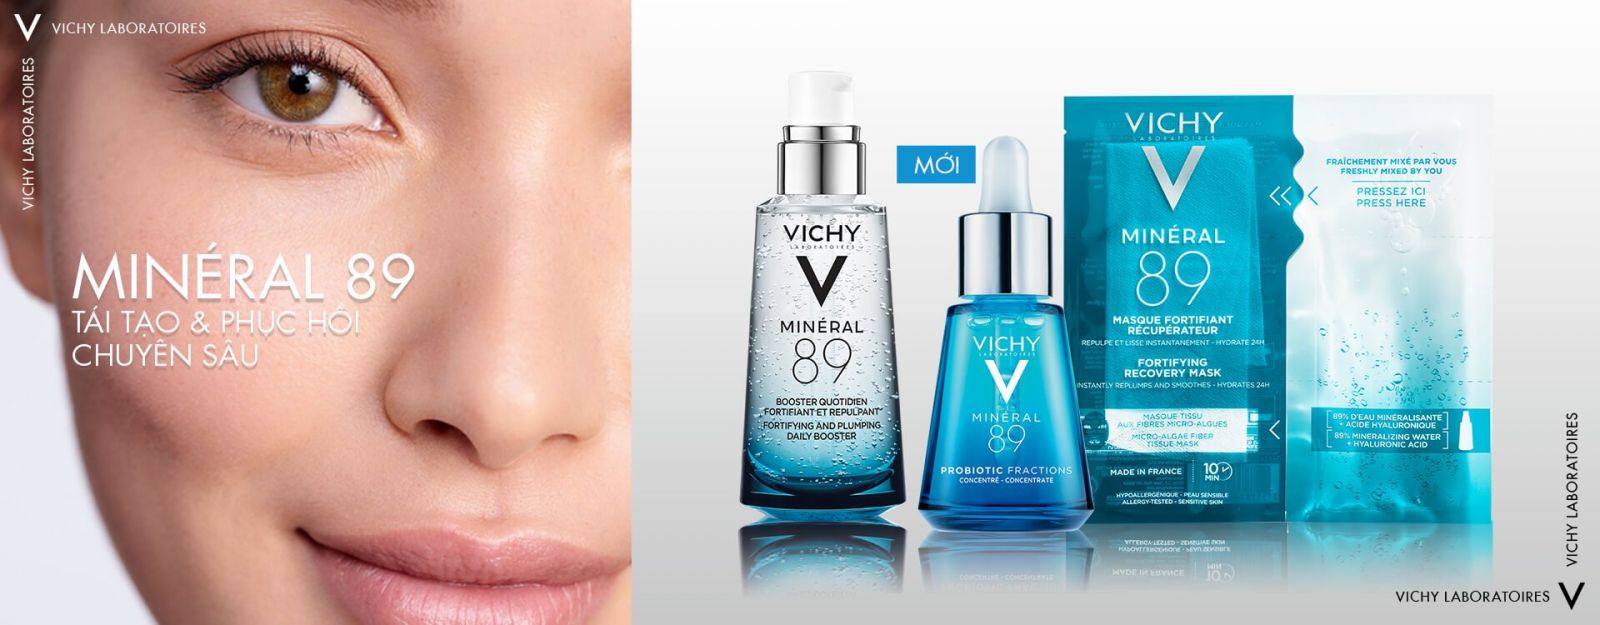 VICHY LABORATOIRES
VICHY LABORATOIRES
MINÉRAL 89
TÁI TẠO & PHỤC HỒI
CHUYÊN SÂU
VICHY
LABORATOIRES
MINÉRAL
89
BOOSTER QUOTIDIEN
FORTIFIANT ET REPULPANT
FORTIFYING AND PLUMPING
DAILY BOOSTER
MỚI
VICHY
LABORATOIRES
MINÉRAL
89
PROBIOTIC FRACTIONS
CONCENTRÉ - CONCENTRATE
VICHY
LABORATOIRES
MINÉRAL
89
MASQUE FORTIFIANT
RÉCUPÉRATEUR
REPULPE ET LISSE INSTANTANEMENT - HYDRATE 24H
FORTIFYING
RECOVERY MASK
INSTANTLY REPLUMPS AND SMOOTHES - HYDRATES 24H
MASQUE TISSU
AUX FIBRES MICRO-ALGUES
MICRO-ALGAE FIBER
TISSUE MASK
MADE IN FRANCE
10
MIN
HYPOALLERGÉNIQUE - PEAU SENSIBLE
ALLERGY-TESTED - SENSITIVE SKIN
FRAÎCHEMENT MIXÉ PAR VOUS
FRESHLY MIXED BY YOU
PRESSEZ ICI
PRESS HERE
89% D'EAU MINÉRALISANTE
+ ACIDE HYALURONIQUE
89% MINERALIZING WATER
+ HYALURONIC ACID
VICHY LABORATOIRES
VICHY LABORATOIRES